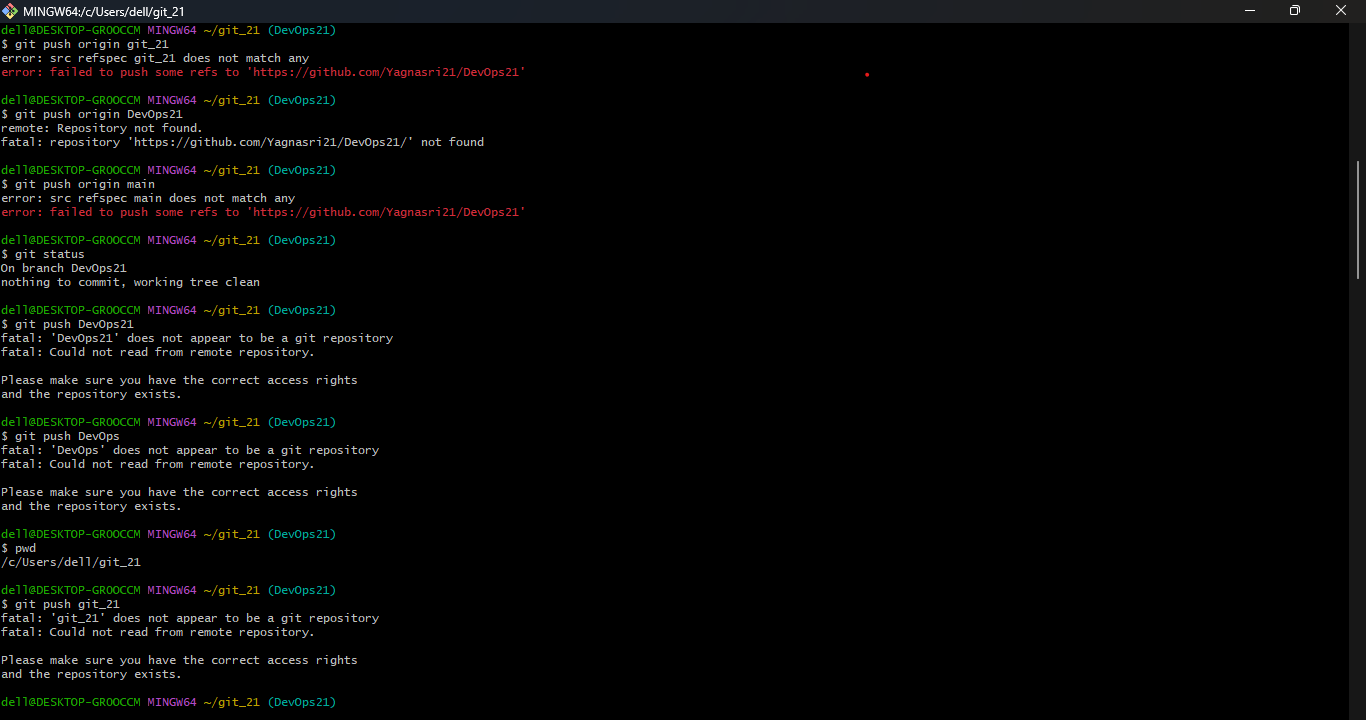 MINGW64:/c/Users/dell/git_21
dell@DESKTOP-GROOCCM MINGW64 ~/git_21 (DevOps21)
$ git push origin git_21
error: src refspec git_21 does not match any
error: failed to push some refs to 'https://github.com/Yagnasri21/DevOps21'
dell@DESKTOP-GROOCCM MINGW64 ~/git_21 (DevOps21)
$ git push origin DevOps21
remote: Repository not found.
fatal: repository 'https://github.com/Yagnasri21/DevOps21/' not found
dell@DESKTOP-GROOCCM MINGW64 ~/git_21 (DevOps21)
$ git push origin main
error: src refspec main does not match any
error: failed to push some refs to 'https://github.com/Yagnasri21/DevOps21'
dell@DESKTOP-GROOCCM MINGW64 ~/git_21 (DevOps21)
$ git status
On branch DevOps21
nothing to commit, working tree clean
dell@DESKTOP-GROOCCM MINGW64 ~/git_21 (DevOps21)
$ git push DevOps21
fatal: 'DevOps21' does not appear to be a git repository
fatal: Could not read from remote repository.
Please make sure you have the correct access rights
and the repository exists.
dell@DESKTOP-GROOCCM MINGW64 ~/git_21 (DevOps21)
$ git push DevOps
fatal: 'DevOps' does not appear to be a git repository
fatal: Could not read from remote repository.
Please make sure you have the correct access rights
and the repository exists.
dell@DESKTOP-GROOCCM MINGW64 ~/git_21 (DevOps21)
$ pwd
/c/Users/dell/git_21
dell@DESKTOP-GROOCCM MINGW64 ~/git_21 (DevOps21)
$ git push git_21
fatal: 'git_21' does not appear to be a git repository
fatal: Could not read from remote repository.
Please make sure you have the correct access rights
and the repository exists.
dell@DESKTOP-GROOCCM MINGW64 ~/git_21 (DevOps21)